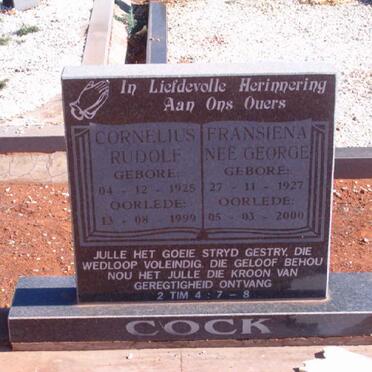 In Liefdevolle Herinnering
Aan Ons Ouers
CORNELIUS
RUDOLF
GEBORE:
04 - 12 - 1925
OORLEDE:
13 - 08 - 1999
FRANSIENA
NEE GEORGE
GEBORE:
27 - 11 - 1927
OORLEDE:
05 - 03 - 2000
JULLE HET GOEIE STRYD GESTRY, DIE
WEDLOOP VOLEINDIG. DIE GELOOF BEHOU
NOU HET JULLE DIE KROON VAN
GEREGTIGHEID ONTVANG
2 TIM 4 : 7 - 8
COCK